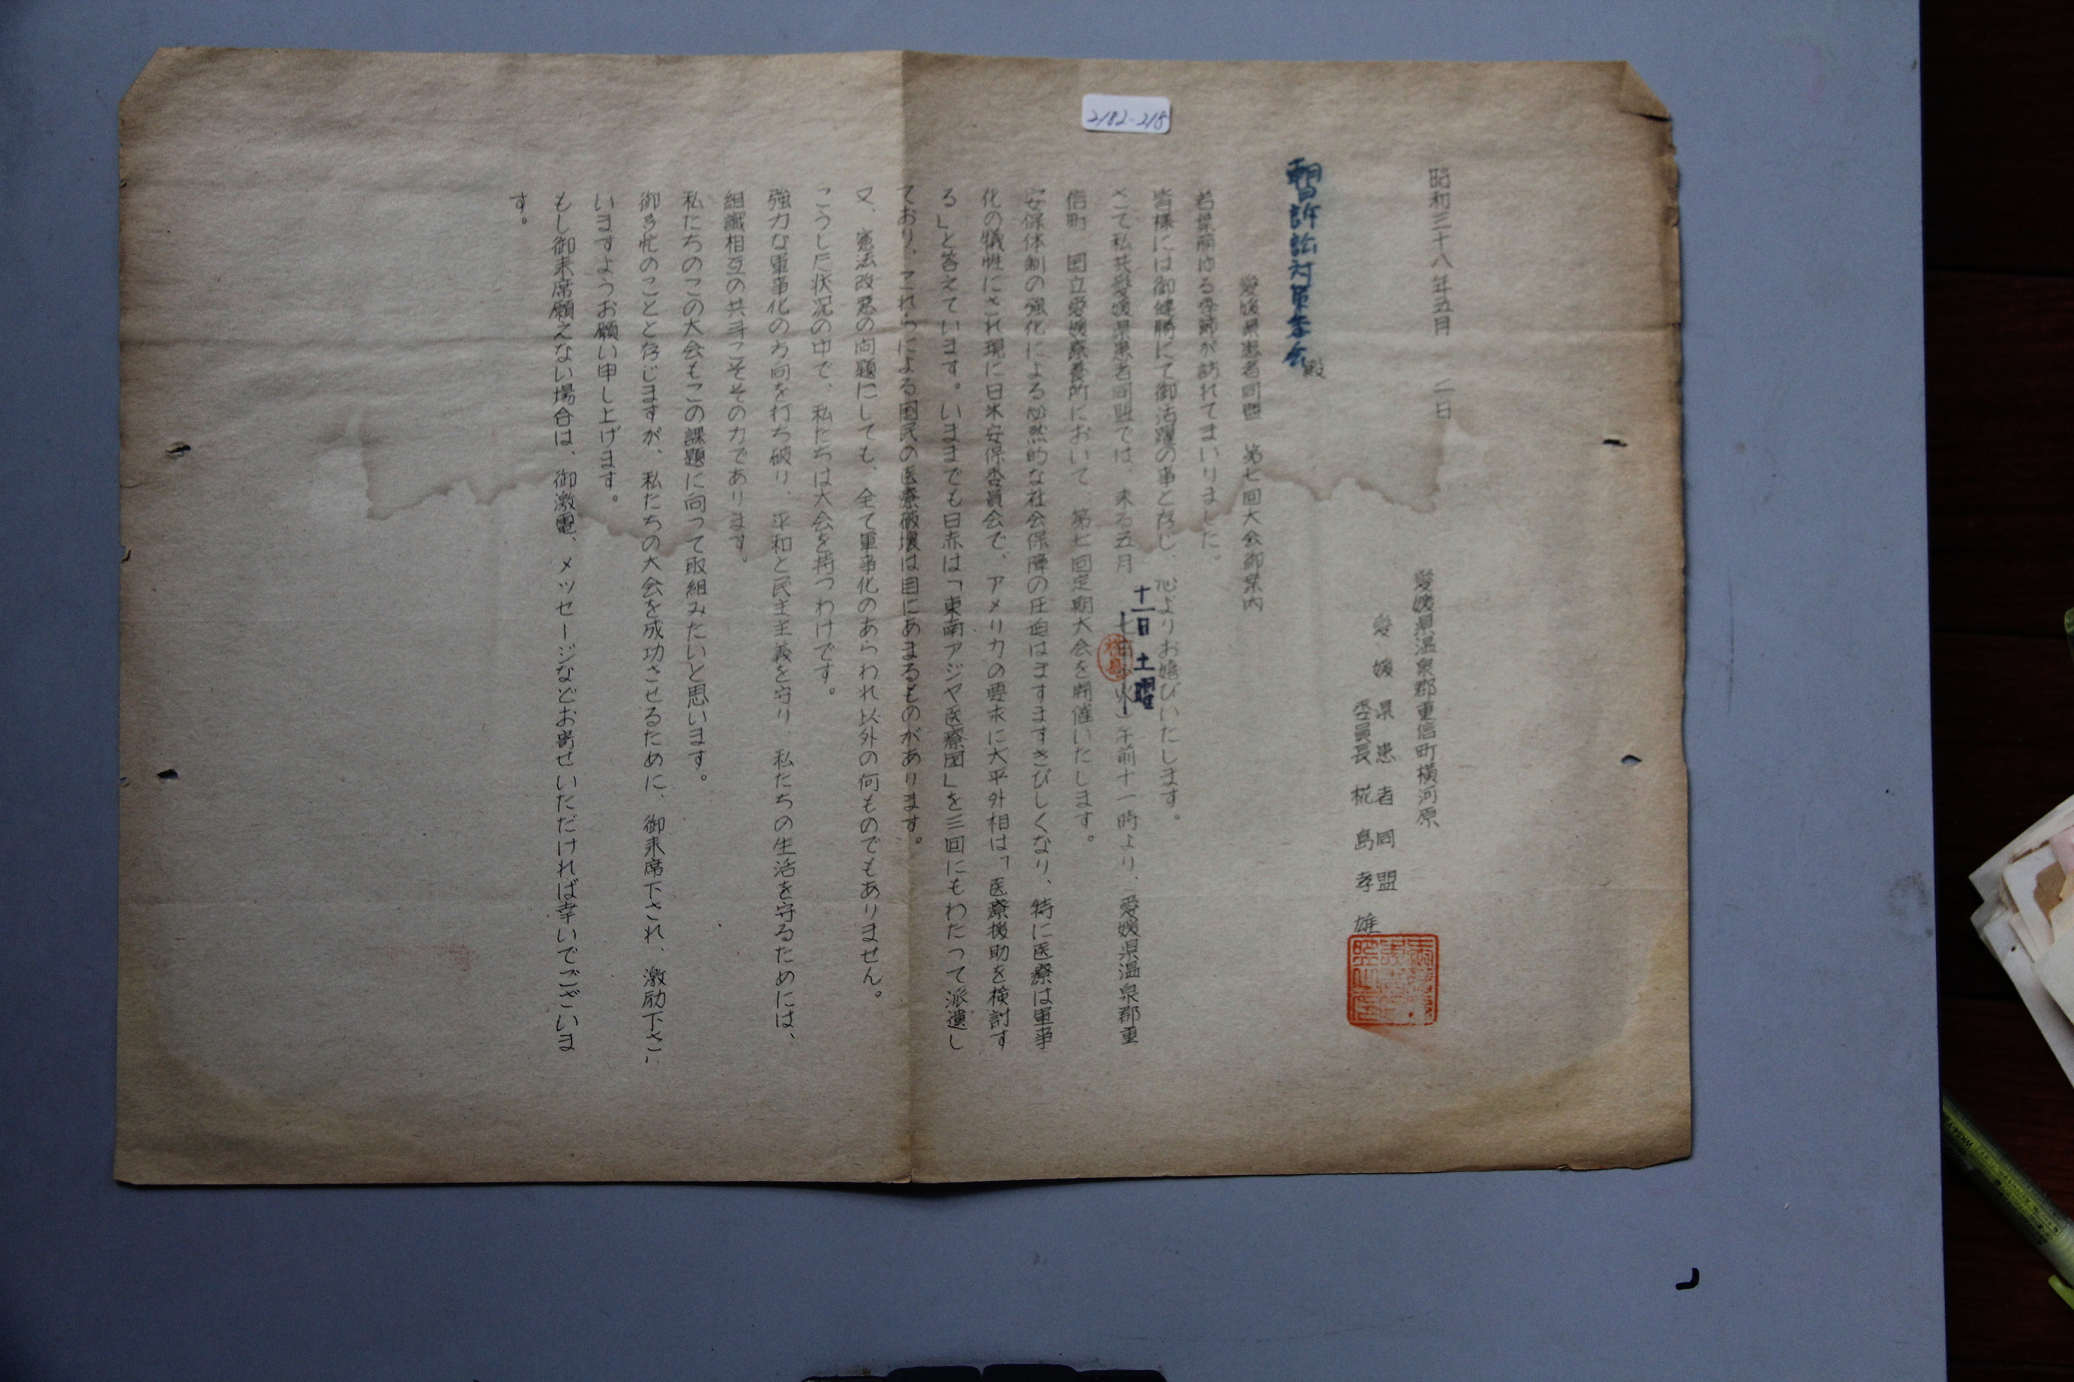 2182-218
昭和三十八年五月 二日
愛媛県温泉郡重信町横河原
愛媛県患者同盟
委員長 椛島孝雄
朝日訴訟対策委会殿
愛媛県患者同盟 第七回大会御案内
若葉薫る季節が訪れてまいりました。
皆様には御健勝にて御活躍の事と存じ、心よりお嬉びいたします。
さて私共愛媛県患者同盟では、来る五月 十一日 土曜 午前十一時より、愛媛県温泉郡重
信町 国立愛媛療養所において 第七回定期大会を開催いたします。
安保体制の強化による必然的な社会保障の圧迫はますますきびしくなり、特に医療は軍事
化の犠牲にされ現に日米安保委員会で、アメリカの要求に大平外相は「医療援助を検討す
る」と答えています。いままでも日赤は「東南アジヤ医療団」を三回にもわたって派遣し
ており、これらによる国民の医療破壊は目にあまるものがあります。
又、憲法改悪の問題にしても、全て軍事化のあらわれ以外の何ものでもありません。
こうした状況の中で、私たちは大会を持つわけです。
強力な軍事化の方向を打ち破り、平和と民主主義を守り、私たちの生活を守るためには、
組織相互の共斗こそその力であります。
私たちのこの大会もこの課題に向って取組みたいと思います。
御多忙のことと存じますが、私たちの大会を成功させるために、御来席下され、激励下さい
いますようお願い申し上げます。
もし御来席願えない場合は、御激電、メッセージなどお寄せいただければ幸いでございま
す。